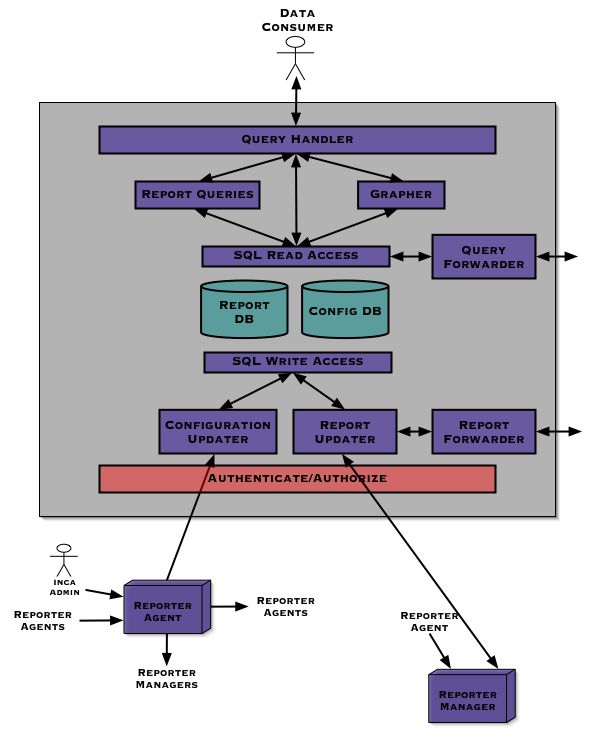 DATA
CONSUMER
QUERY HANDLER
REPORT QUERIES
GRAPHER
SQL READ ACCESS
QUERY
FORWARDER
REPORT
DB
CONFIG DB
SQL WRITE ACCESS
CONFIGURATION
UPDATER
REPORT
UPDATER
REPORT
FORWARDER
AUTHENTICATE/AUTHORIZE
INCA
ADMIN
REPORTER
AGENTS
REPORTER
AGENT
REPORTER
AGENTS
REPORTER
MANAGERS
REPORTER
AGENT
REPORTER
MANAGER